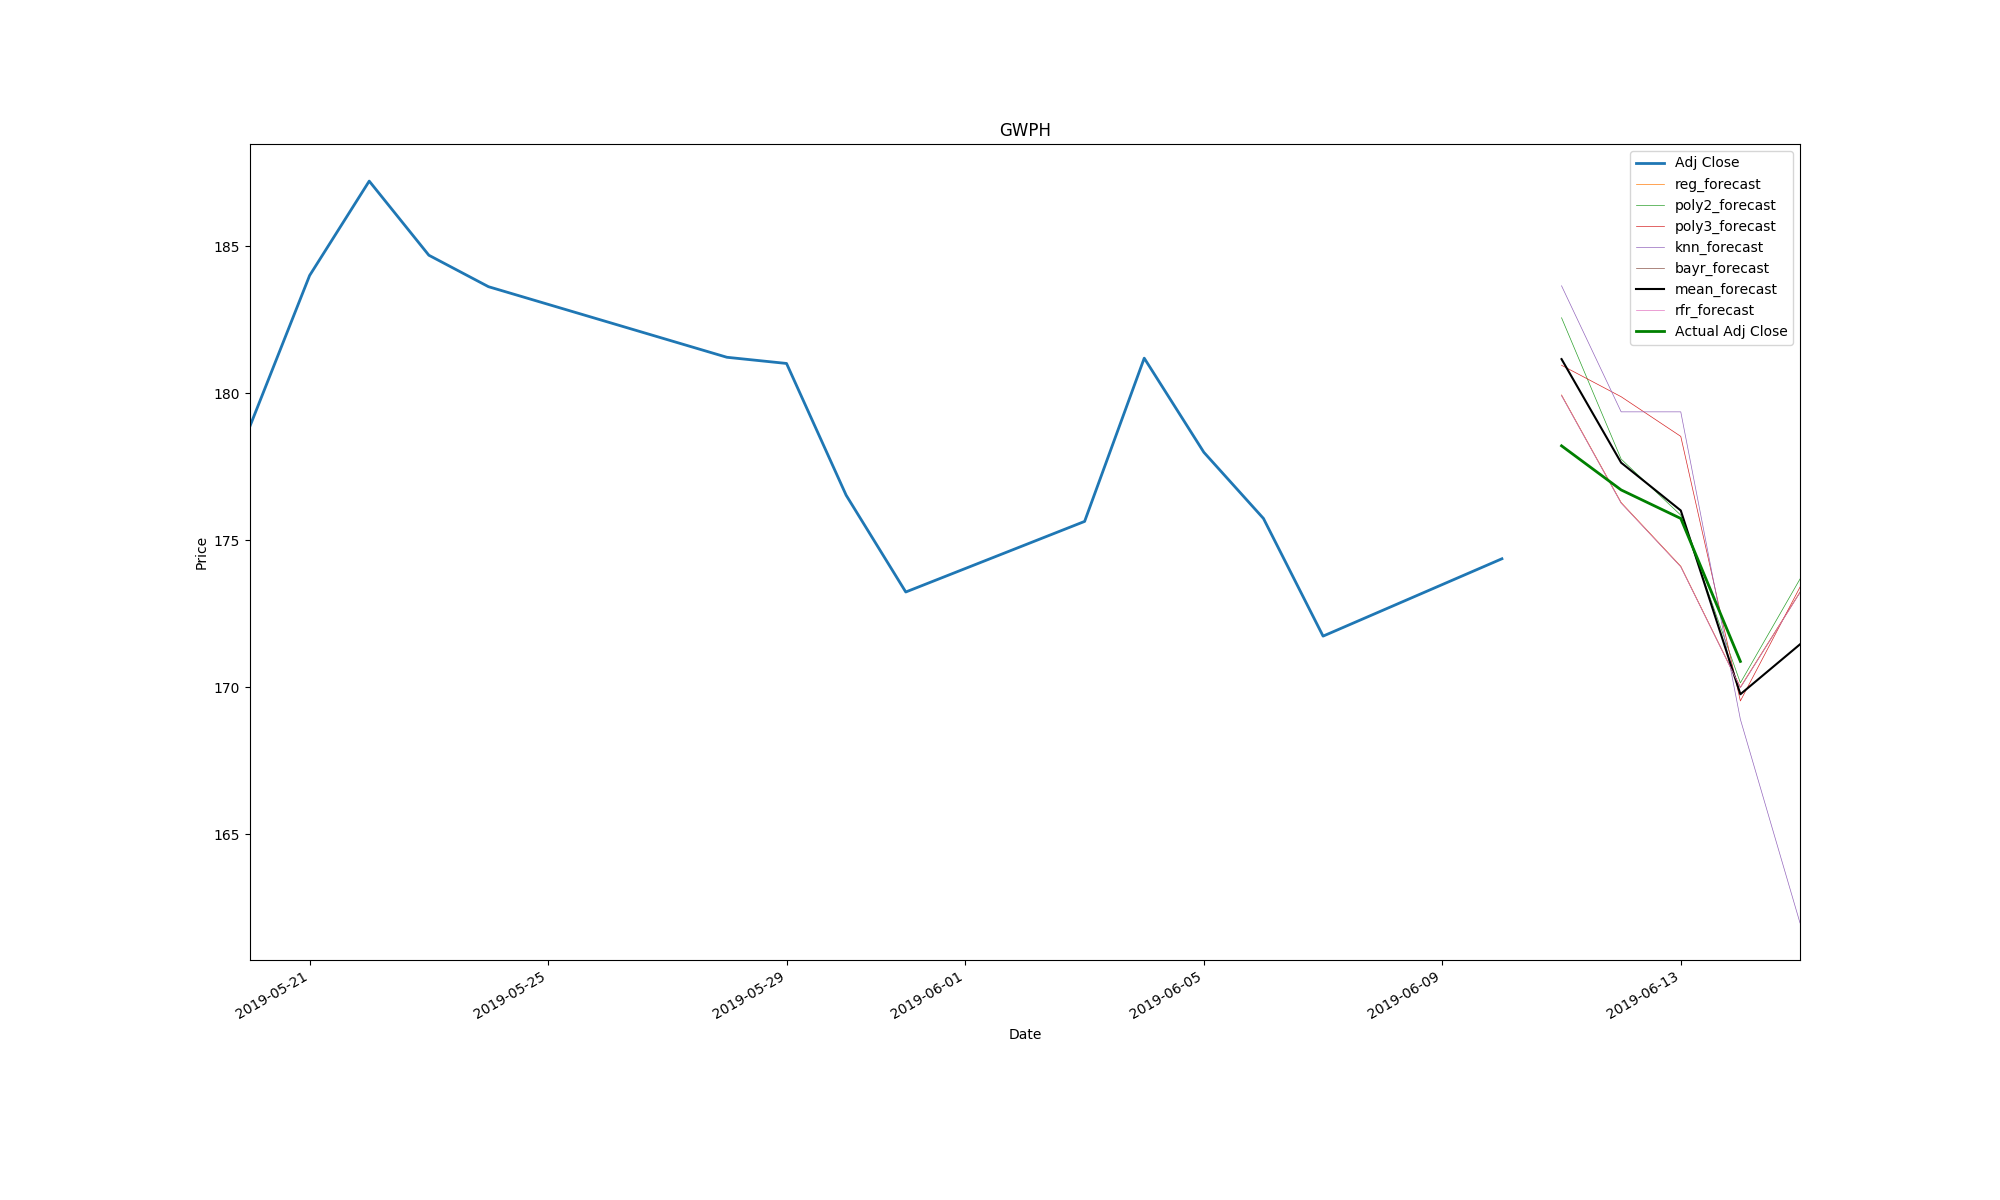 GWPH
Adj Close
reg_forecast
poly2_forecast
poly3_forecast
knn_forecast
bayr_forecast
mean_forecast
rfr_forecast
Actual Adj Close
185
180
175
170
165
Price
2019-05-21
2019-05-25
2019-05-29
2019-06-01
2019-06-05
2019-06-09
2019-06-13
Date